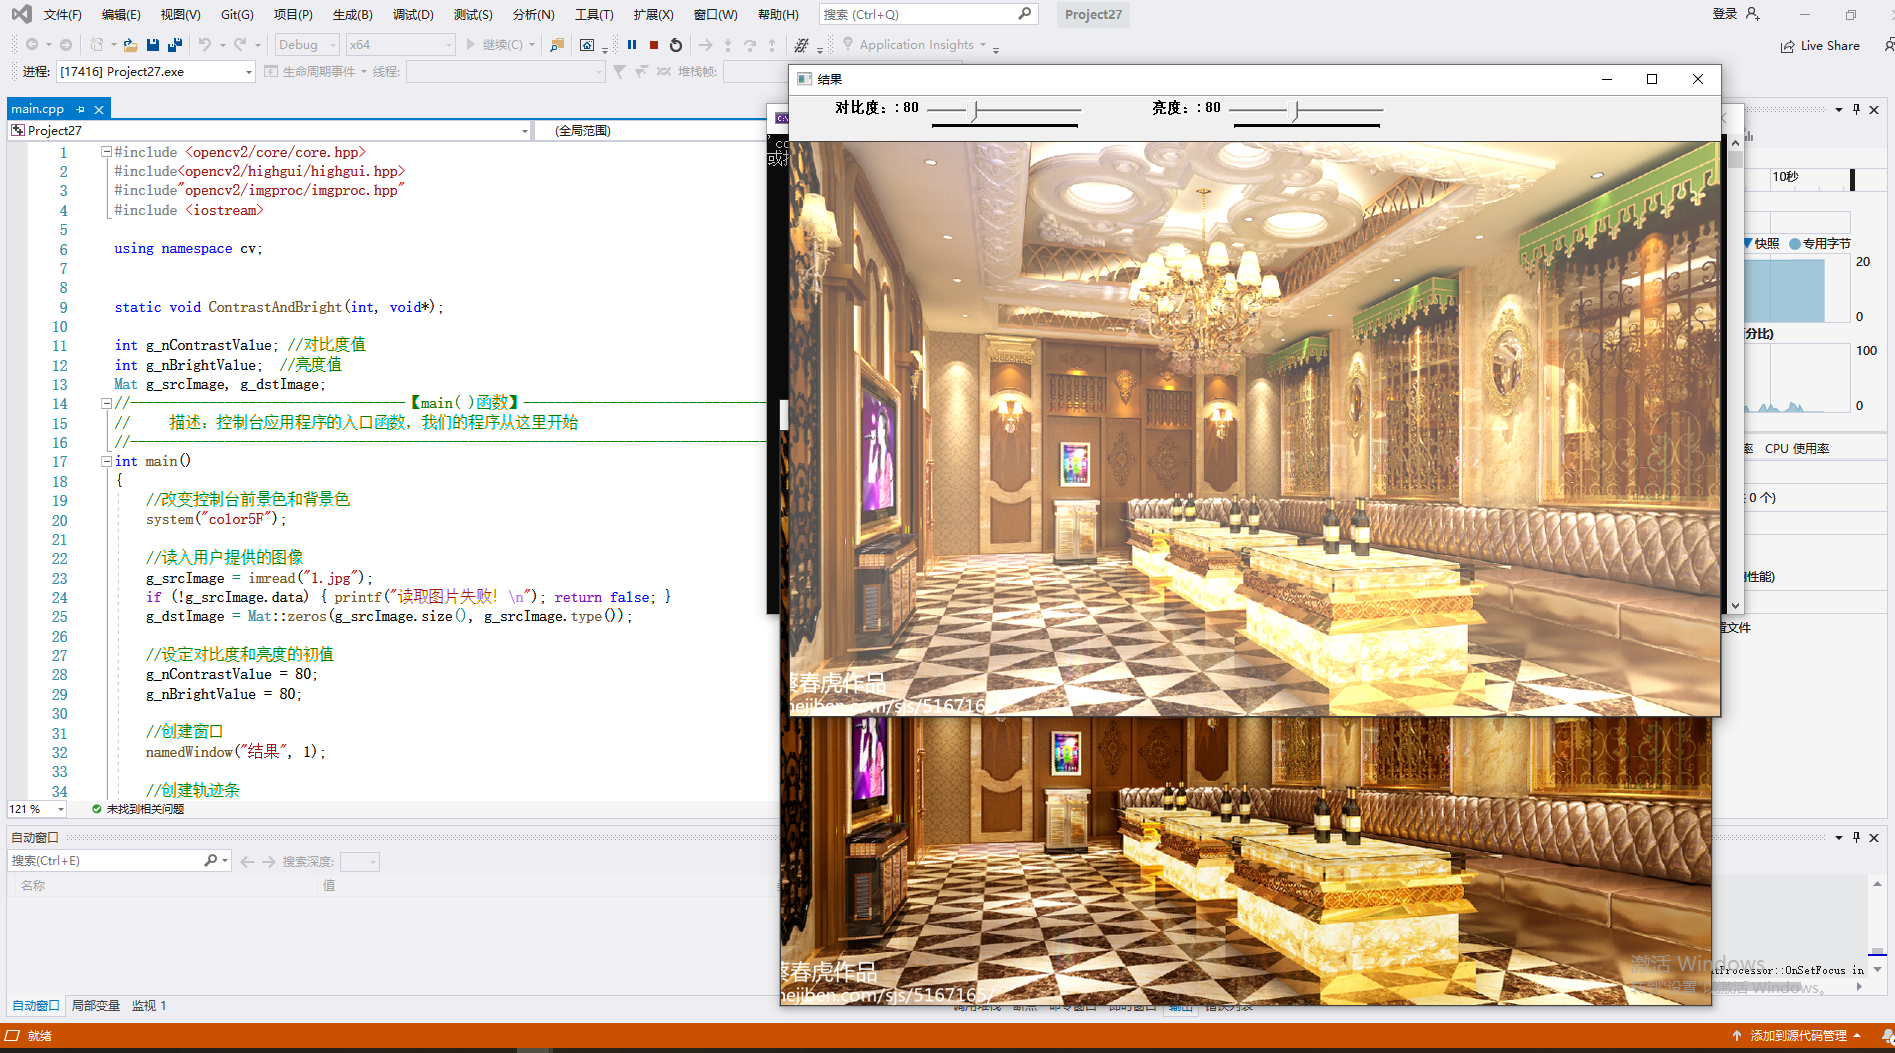 文件(F) 编辑(E) 视图(V) Git(G) 项目(P) 生成(B) 调试(D) 测试(S) 分析(N) 工具(T) 扩展(X) 窗口(W) 帮助(H) 搜索 (Ctrl+Q) Project27 登录
Debug x64 继续(C) Application Insights Live Share
进程: [17416] Project27.exe 生命周期事件 线程: 堆栈帧:
main.cpp
Project27 (全局范围)
1 #include <opencv2/core/core.hpp>
2 #include<opencv2/highgui/highgui.hpp>
3 #include"opencv2/imgproc/imgproc.hpp"
4 #include <iostream>
5
6 using namespace cv;
7
8
9 static void ContrastAndBright(int, void*);
10
11 int g_nContrastValue; //对比度值
12 int g_nBrightValue;  //亮度值
13 Mat g_srcImage, g_dstImage;
14 //-----------------------------------【main( )函数】-------------------------------
15 //     描述: 控制台应用程序的入口函数，我们的程序从这里开始
16 //---------------------------------------------------------------------------------
17 int main()
18 {
19 //改变控制台前景色和背景色
20 system("color5F");
21
22 //读入用户提供的图像
23 g_srcImage = imread("1.jpg");
24 if (!g_srcImage.data) { printf("读取图片失败! \n"); return false; }
25 g_dstImage = Mat::zeros(g_srcImage.size(), g_srcImage.type());
26
27 //设定对比度和亮度的初值
28 g_nContrastValue = 80;
29 g_nBrightValue = 80;
30
31 //创建窗口
32 namedWindow("结果", 1);
33
34 //创建轨迹条
121 % 未找到相关问题
自动窗口
搜索(Ctrl+E) 搜索深度:
名称 值
自动窗口 局部变量 监视 1
就绪
结果
对比度: : 80 亮度: : 80
春虎作品
nejiben.com/sjs/516716
春虎作品
nejiben.com/sjs/5167165/
10秒
快照 专用字节
20
0
分比)
100
0
CPU 使用率
0 个)
性能)
置文件
激活 Windows
tProcessor::OnSetFocus in
激活 Windows。
添加到源代码管理